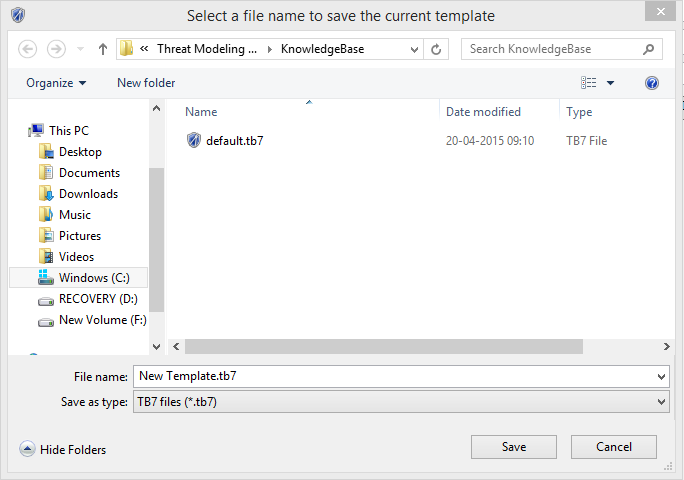 Select a file name to save the current template
« Threat Modeling ... KnowledgeBase Search KnowledgeBase
Organize New folder
Name Date modified Type
default.tb7 20-04-2015 09:10 TB7 File
This PC
Desktop
Documents
Downloads
Music
Pictures
Videos
Windows (C:)
RECOVERY (D:)
New Volume (F:)
File name: New Template.tb7
Save as type: TB7 files (*.tb7)
Hide Folders Save Cancel